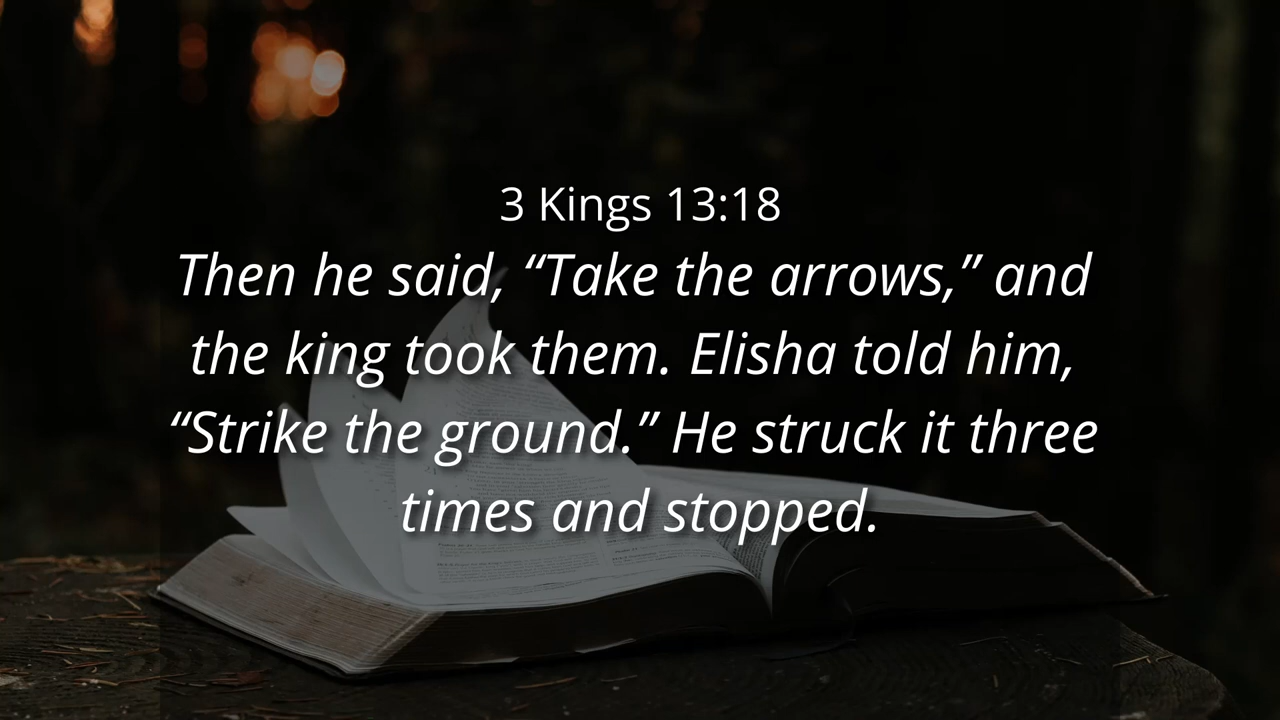 3 Kings 13:18
Then he said, “Take the arrows,” and
the king took them. Elisha told him,
“Strike the ground.” He struck it three
times and stopped.